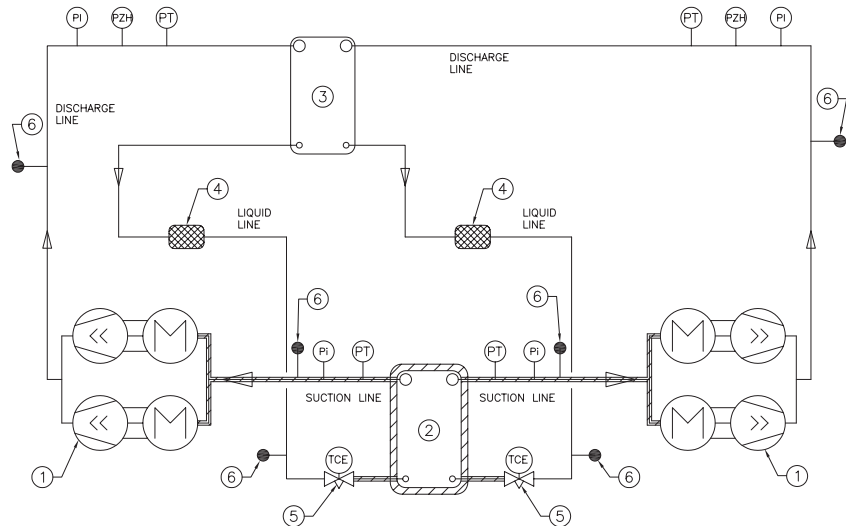 PI PZH PT
PT PZH PI
DISCHARGE
LINE
DISCHARGE
LINE
3
6
6
4
4
LIQUID
LINE
LIQUID
LINE
6
6
<< M
M >>
Pi PT
PT Pi
SUCTION LINE
SUCTION LINE
2
<< M
M >>
1
1
6
6
TCE
TCE
5
5